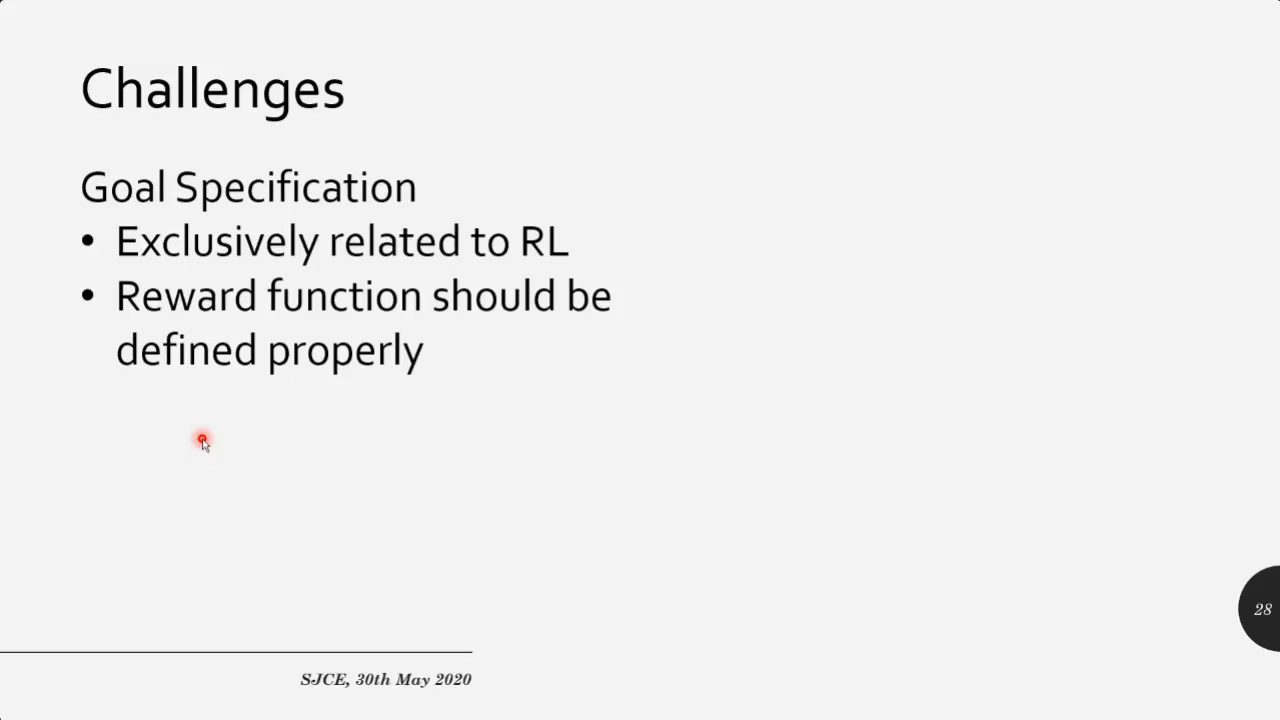 Challenges
Goal Specification
• Exclusively related to RL
• Reward function should be
defined properly
28
SJCE, 30th May 2020